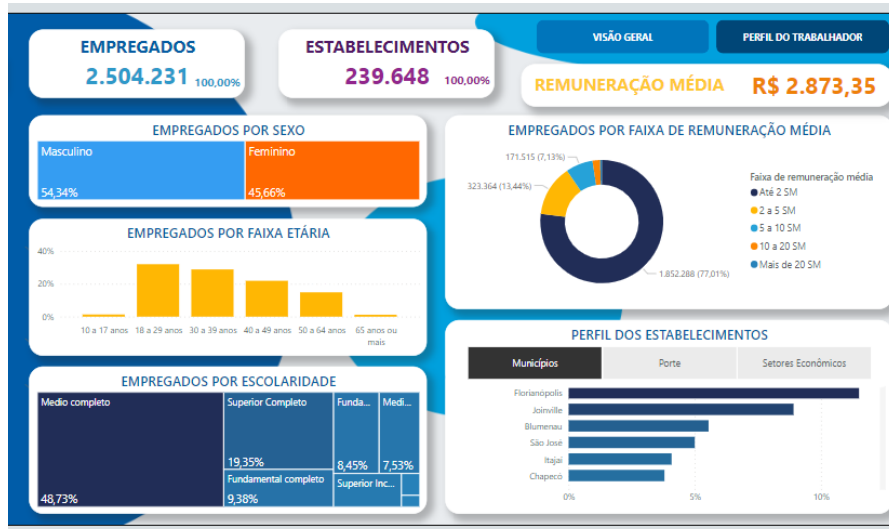 EMPREGADOS
2.504.231 100,00%
ESTABELECIMENTOS
239.648 100,00%
VISÃO GERAL
PERFIL DO TRABALHADOR
REMUNERAÇÃO MÉDIA R$ 2.873,35
EMPREGADOS POR SEXO
Masculino
54,34%
Feminino
45,66%
EMPREGADOS POR FAIXA ETÁRIA
40%
20%
0%
10 a 17 anos 18 a 29 anos 30 a 39 anos 40 a 49 anos 50 a 64 anos 65 anos ou
mais
EMPREGADOS POR ESCOLARIDADE
Medio completo
48,73%
Superior Completo
19,35%
Fundamental completo
9,38%
Funda...
8,45%
Medi...
7,53%
Superior Inc...
EMPREGADOS POR FAIXA DE REMUNERAÇÃO MÉDIA
171.515 (7,13%)
323.364 (13,44%)
1.852.288 (77,01%)
Faixa de remuneração média
Até 2 SM
2 a 5 SM
5 a 10 SM
10 a 20 SM
Mais de 20 SM
PERFIL DOS ESTABELECIMENTOS
Municípios Porte Setores Econômicos
Florianópolis
Joinville
Blumenau
São José
Itajaí
Chapecó
0% 5% 10%